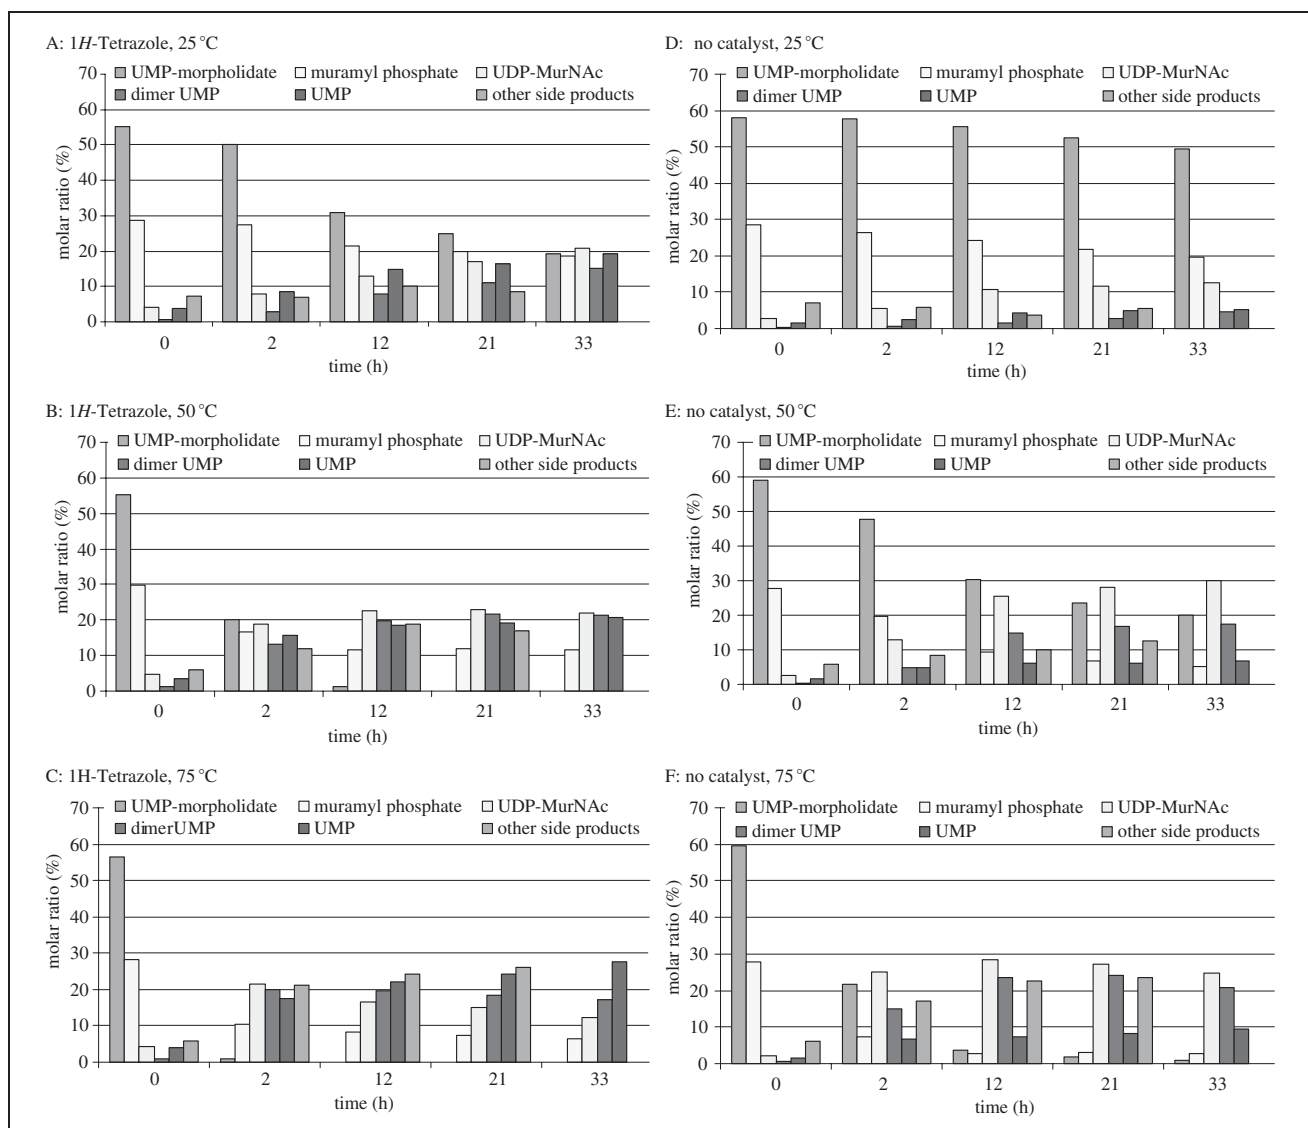 A: 1H-Tetrazole, 25 °C
UMP-morpholidate muramyl phosphate UDP-MurNAc
dimer UMP UMP other side products
molar ratio (%)
70
60
50
40
30
20
10
0
0 2 12 21 33
time (h)
B: 1H-Tetrazole, 50 °C
UMP-morpholidate muramyl phosphate UDP-MurNAc
dimer UMP UMP other side products
molar ratio (%)
70
60
50
40
30
20
10
0
0 2 12 21 33
time (h)
C: 1H-Tetrazole, 75 °C
UMP-morpholidate muramyl phosphate UDP-MurNAc
dimerUMP UMP other side products
molar ratio (%)
70
60
50
40
30
20
10
0
0 2 12 21 33
time (h)
D: no catalyst, 25 °C
UMP-morpholidate muramyl phosphate UDP-MurNAc
dimer UMP UMP other side products
molar ratio (%)
70
60
50
40
30
20
10
0
0 2 12 21 33
time (h)
E: no catalyst, 50 °C
UMP-morpholidate muramyl phosphate UDP-MurNAc
dimer UMP UMP other side products
molar ratio (%)
70
60
50
40
30
20
10
0
0 2 12 21 33
time (h)
F: no catalyst, 75 °C
UMP-morpholidate muramyl phosphate UDP-MurNAc
dimer UMP UMP other side products
molar ratio (%)
70
60
50
40
30
20
10
0
0 2 12 21 33
time (h)